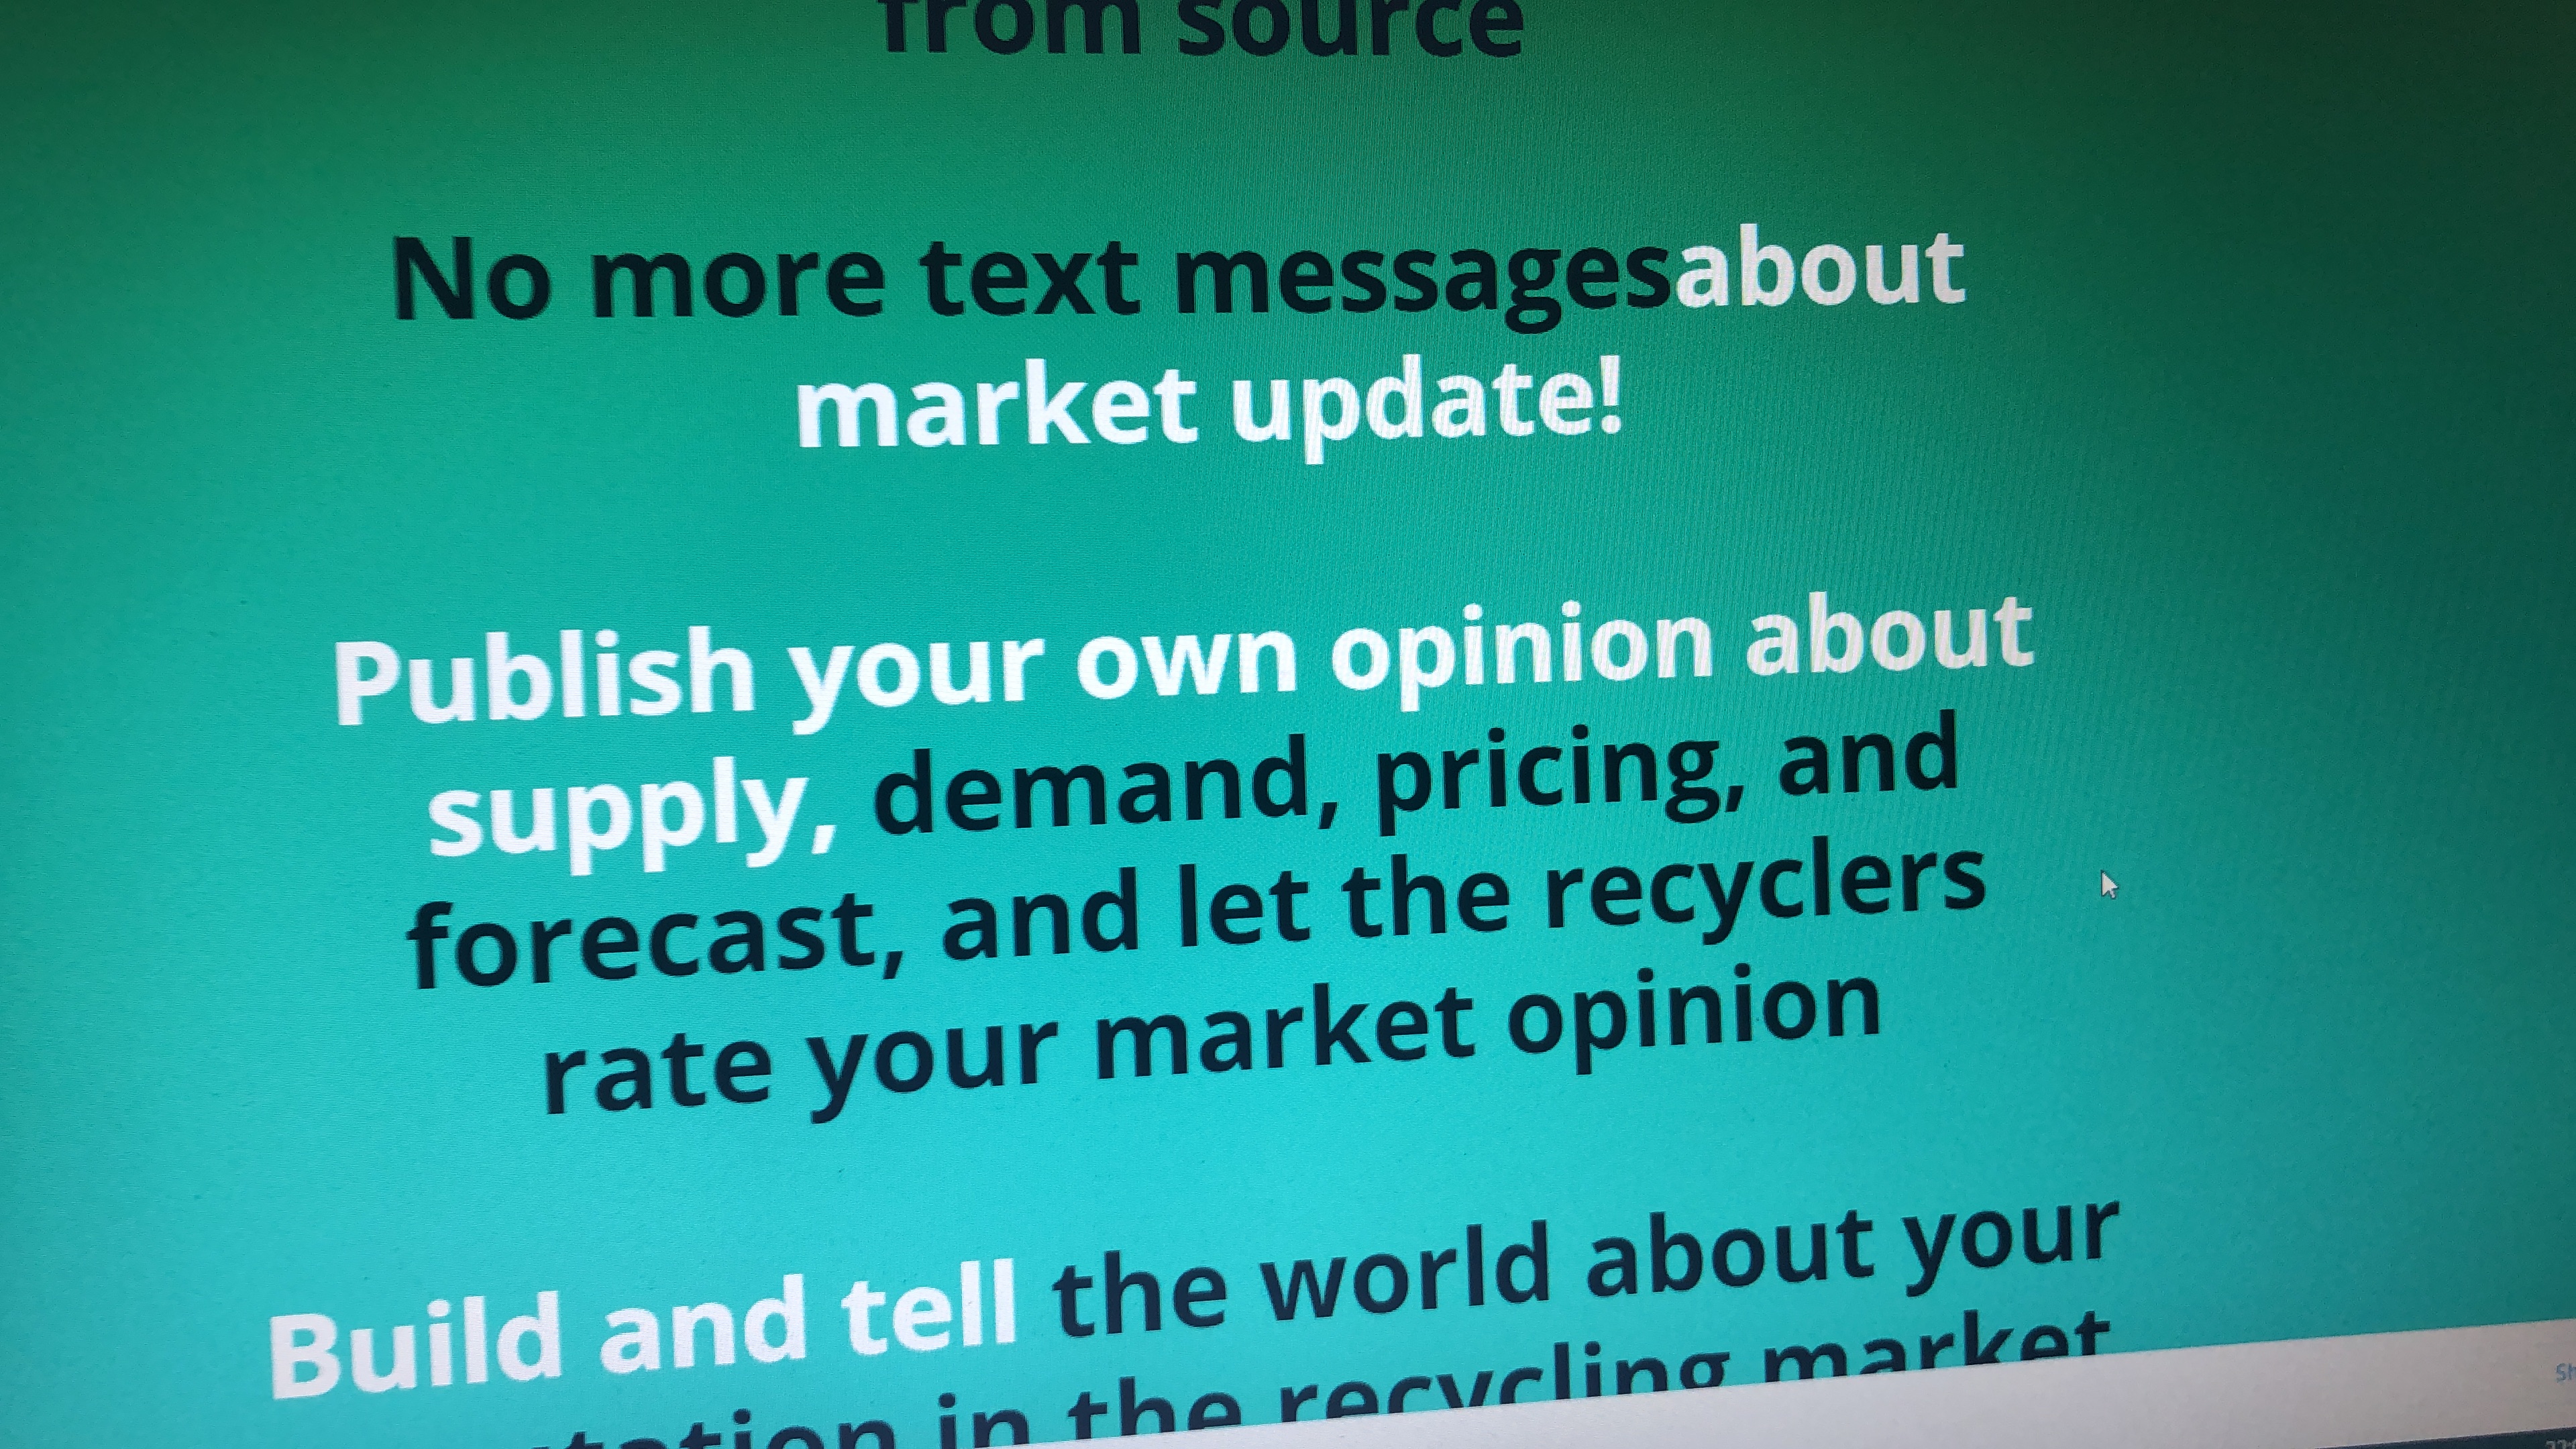 from source
No more text messagesabout
market update!
Publish your own opinion about
supply, demand, pricing, and
forecast, and let the recyclers
rate your market opinion
Build and tell the world about your
in the recycling market